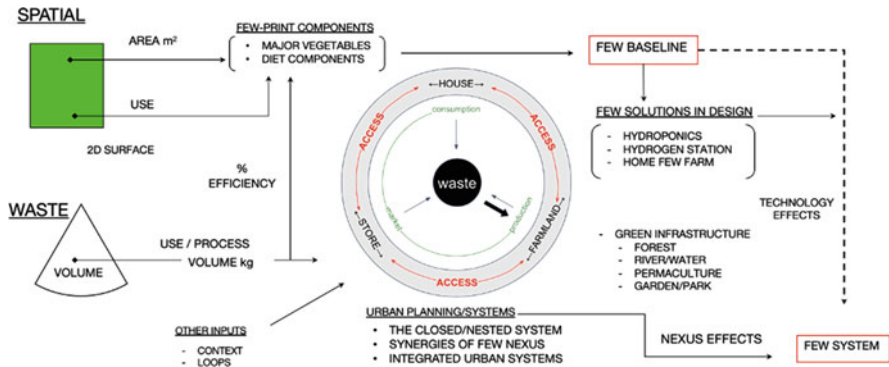 SPATIAL
AREA m²
USE
2D SURFACE
FEW-PRINT COMPONENTS
• MAJOR VEGETABLES
• DIET COMPONENTS
FEW BASELINE
FEW SOLUTIONS IN DESIGN
- HYDROPONICS
- HYDROGEN STATION
- HOME FEW FARM
TECHNOLOGY
EFFECTS
- GREEN INFRASTRUCTURE
- FOREST
- RIVER/WATER
- PERMACULTURE
- GARDEN/PARK
%
EFFICIENCY
←HOUSE→
ACCESS
ACCESS
consumption
waste
market
production
←STORE→
←FARMLAND→
ACCESS
WASTE
VOLUME
USE / PROCESS
VOLUME kg
OTHER INPUTS
- CONTEXT
- LOOPS
URBAN PLANNING/SYSTEMS
• THE CLOSED/NESTED SYSTEM
• SYNERGIES OF FEW NEXUS
• INTEGRATED URBAN SYSTEMS
NEXUS EFFECTS
FEW SYSTEM